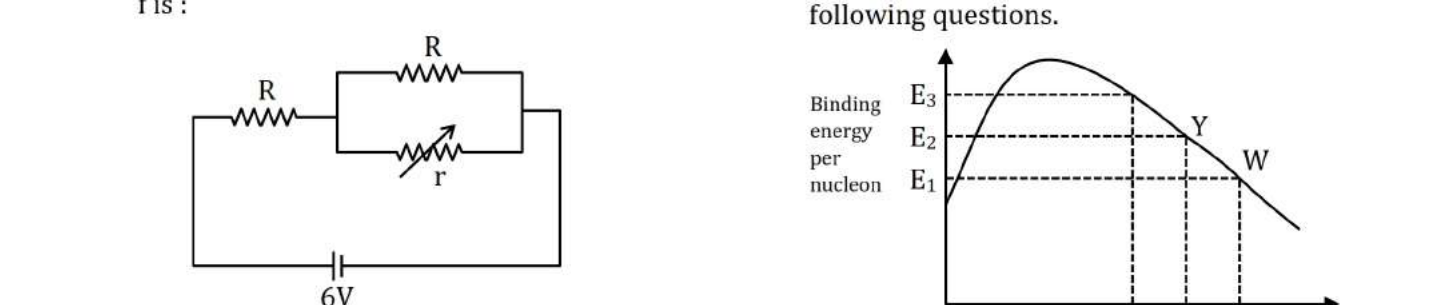 r is :
R
R
r
6V
following questions.
Binding
energy
per
nucleon
E₃
E₂
E₁
Y
W